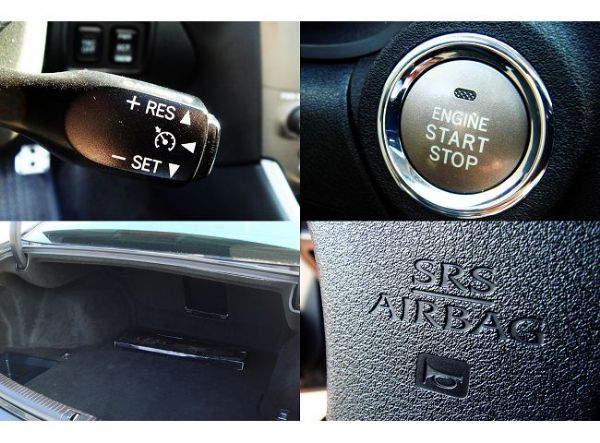 + RES ▲
◄
– SET ▼
ENGINE
START
STOP
SRS
AIRBAG